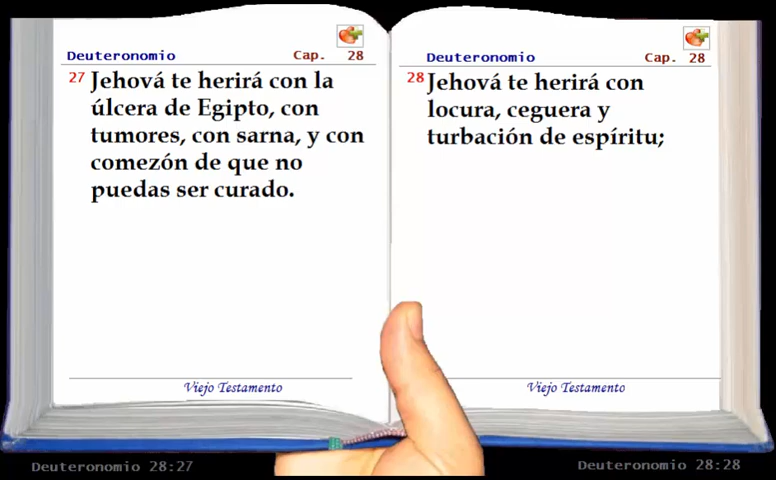 Deuteronomio Cap. 28
27 Jehová te herirá con la
úlcera de Egipto, con
tumores, con sarna, y con
comezón de que no
puedas ser curado.
Viejo Testamento
Deuteronomio 28:27
Deuteronomio Cap. 28
28 Jehová te herirá con
locura, ceguera y
turbación de espíritu;
Viejo Testamento
Deuteronomio 28:28